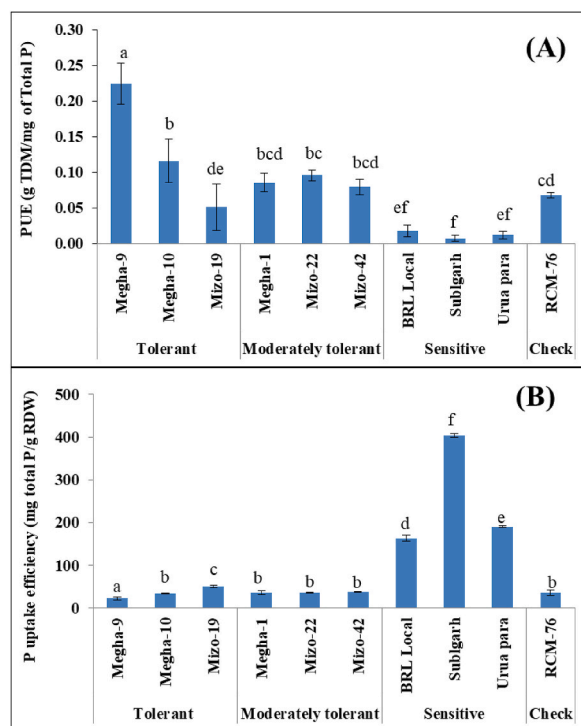 (A)
PUE (g TDM/mg of Total P)
0.30
0.25
0.20
0.15
0.10
0.05
0.00
a
b
de
bcd
bc
bcd
ef
f
ef
cd
Megha-9
Megha-10
Mizo-19
Megha-1
Mizo-22
Mizo-42
BRL Local
Sublgarh
Urua para
RCM-76
Tolerant
Moderately tolerant
Sensitive
Check
(B)
P uptake efficiency (mg total P/g RDW)
500
400
300
200
100
0
a
b
c
b
b
b
d
f
e
b
Megha-9
Megha-10
Mizo-19
Megha-1
Mizo-22
Mizo-42
BRL Local
Sublgarh
Urua para
RCM-76
Tolerant
Moderately tolerant
Sensitive
Check